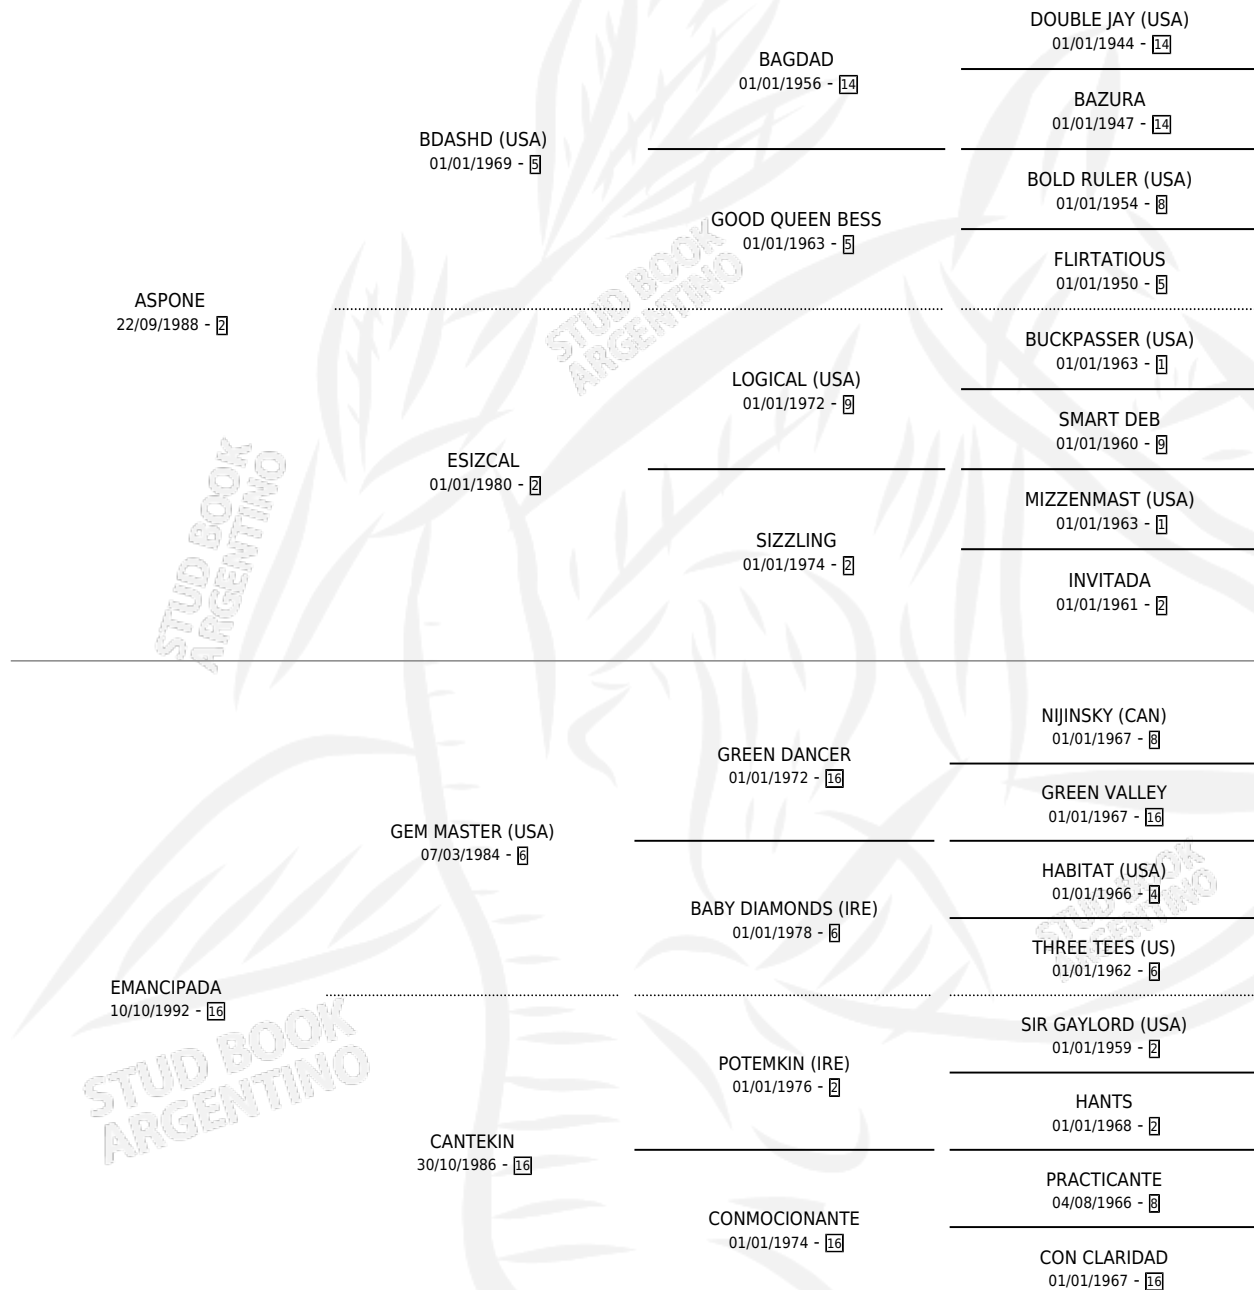 DOUBLE JAY (USA)
01/01/1944 - 14
BAGDAD
01/01/1956 - 14
BAZURA
01/01/1947 - 14
BDASHD (USA)
01/01/1969 - 5
BOLD RULER (USA)
01/01/1954 - 8
GOOD QUEEN BESS
01/01/1963 - 5
FLIRTATIOUS
01/01/1950 - 5
ASPONE
22/09/1988 - 2
STUD BOOK
ARGENTINO
BUCKPASSER (USA)
01/01/1963 - 1
LOGICAL (USA)
01/01/1972 - 9
SMART DEB
01/01/1960 - 9
ESIZCAL
01/01/1980 - 2
MIZZENMAST (USA)
01/01/1963 - 1
SIZZLING
01/01/1974 - 2
INVITADA
01/01/1961 - 2
STUD BOOK
ARGENTINO
NIJINSKY (CAN)
01/01/1967 - 8
GREEN DANCER
01/01/1972 - 16
GREEN VALLEY
01/01/1967 - 16
GEM MASTER (USA)
07/03/1984 - 6
HABITAT (USA)
01/01/1966 - 4
BABY DIAMONDS (IRE)
01/01/1978 - 6
STUD BOOK
ARGENTINO
THREE TEES (US)
01/01/1962 - 6
EMANCIPADA
10/10/1992 - 16
SIR GAYLORD (USA)
01/01/1959 - 2
POTEMKIN (IRE)
01/01/1976 - 2
STUD BOOK
ARGENTINO
HANTS
01/01/1968 - 2
CANTEKIN
30/10/1986 - 16
PRACTICANTE
04/08/1966 - 8
CONMOCIONANTE
01/01/1974 - 16
CON CLARIDAD
01/01/1967 - 16